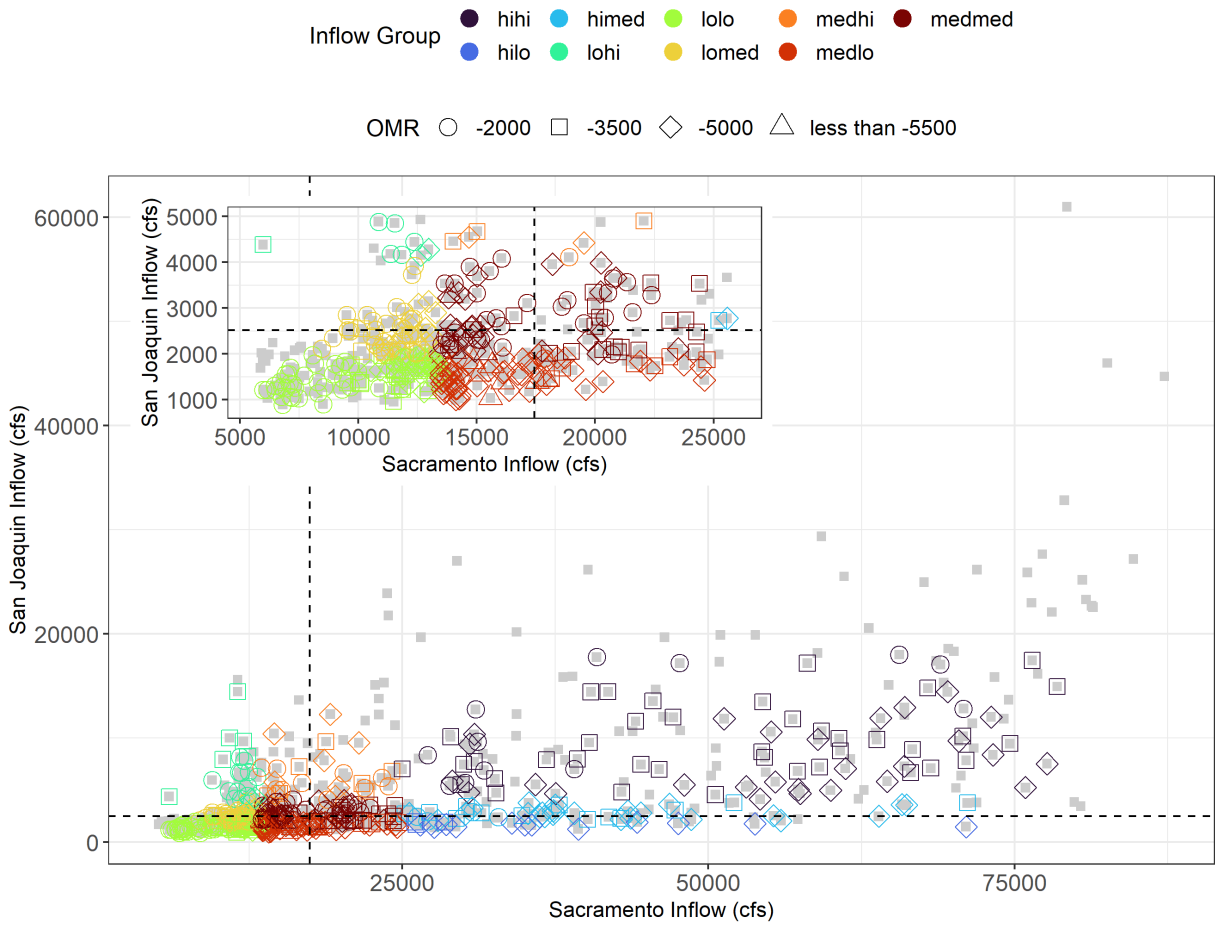 Inflow Group hihi himed lolo medhi medmed
hilo lohi lomed medlo
OMR -2000 -3500 -5000 less than -5500
60000
40000
20000
0
San Joaquin Inflow (cfs)
5000
4000
3000
2000
1000
San Joaquin Inflow (cfs)
5000 10000 15000 20000 25000
Sacramento Inflow (cfs)
25000 50000 75000
Sacramento Inflow (cfs)